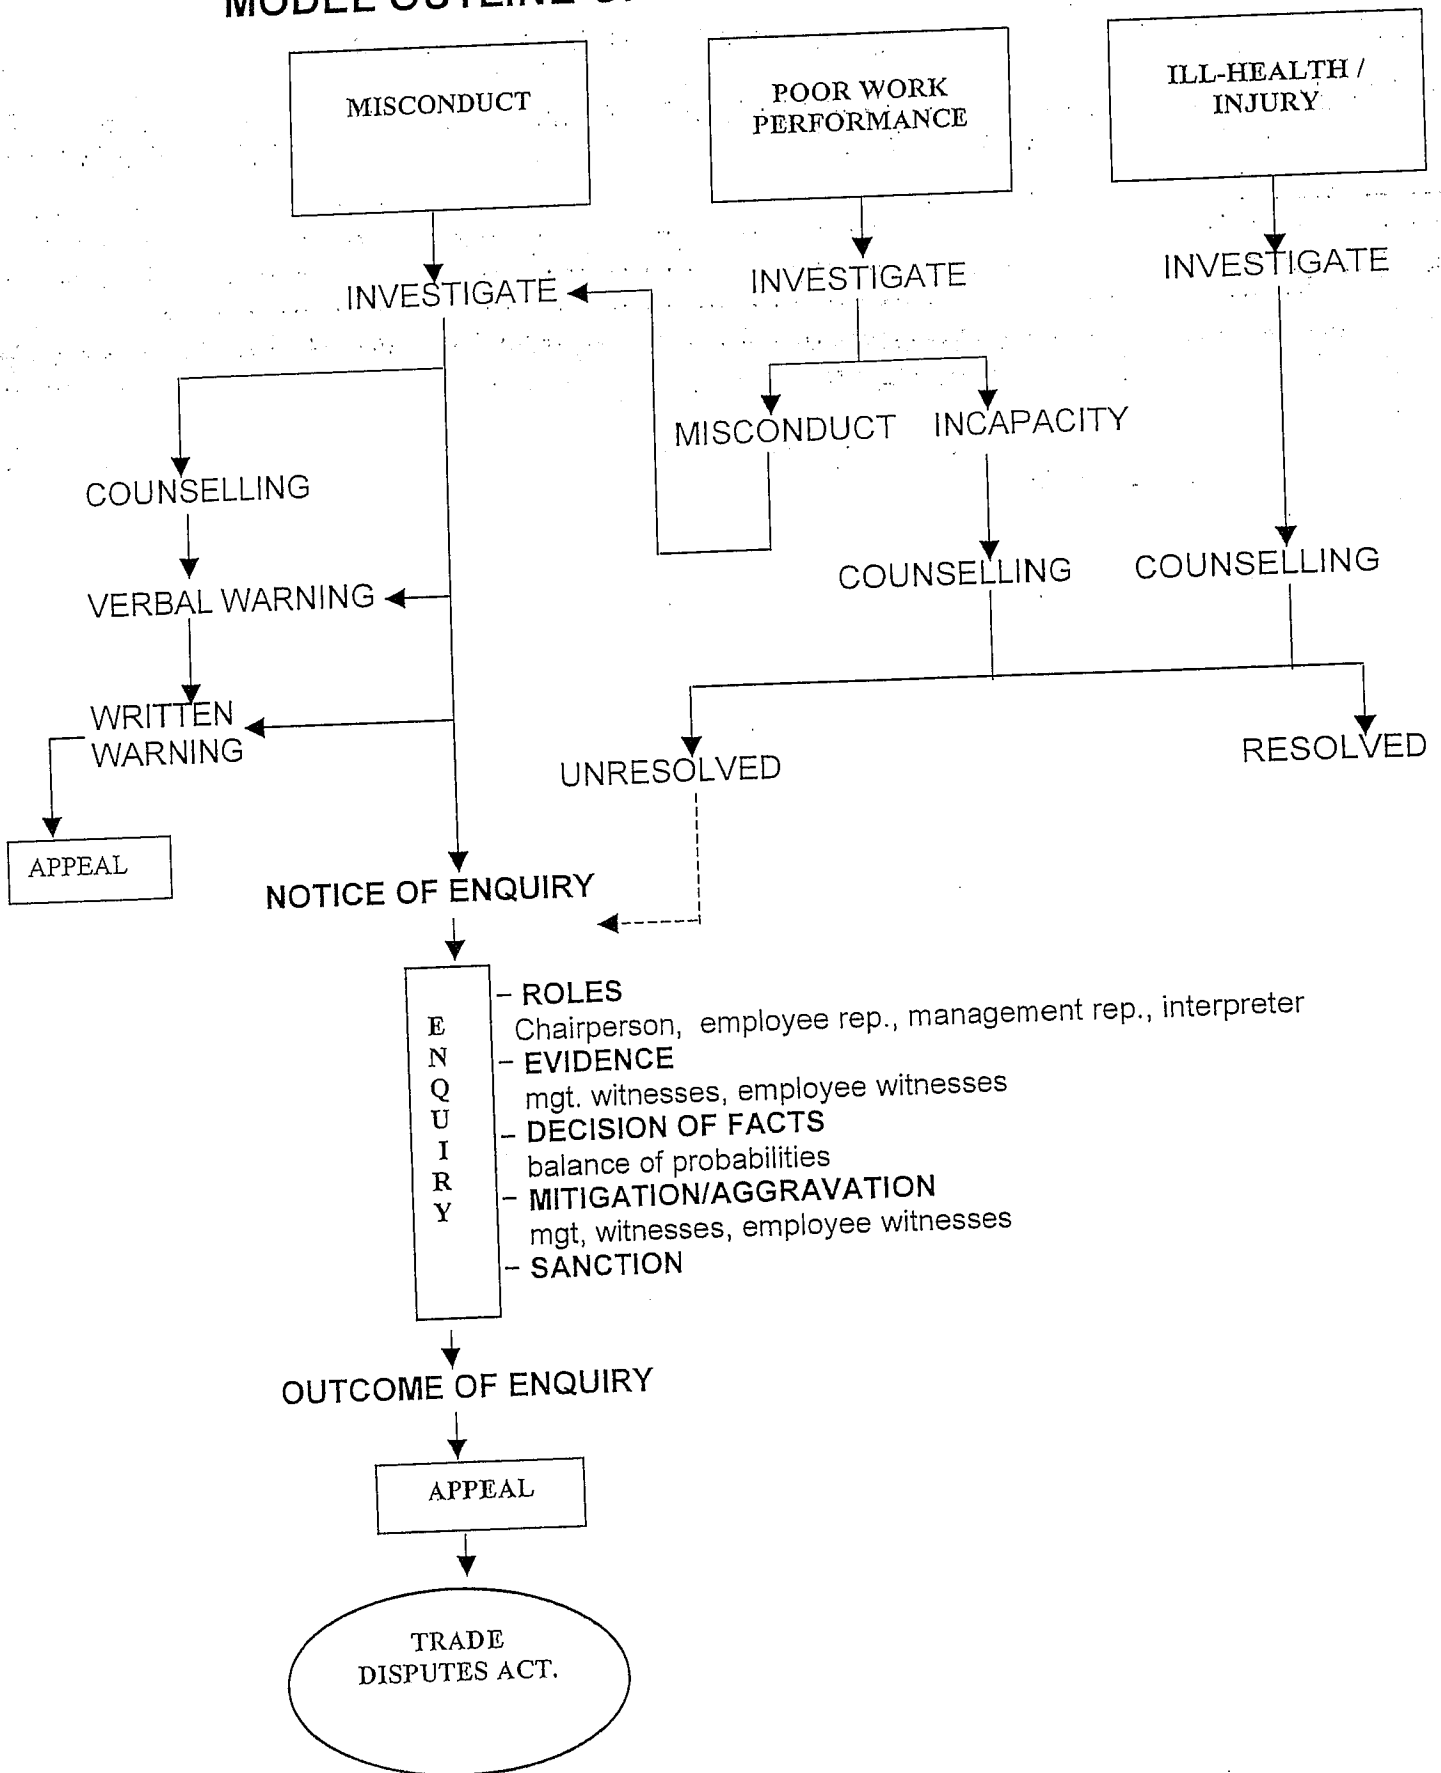 MODEL OUTLINE
MISCONDUCT
POOR WORK
PERFORMANCE
ILL-HEALTH /
INJURY
INVESTIGATE
INVESTIGATE
INVESTIGATE
MISCONDUCT
INCAPACITY
COUNSELLING
COUNSELLING
COUNSELLING
VERBAL WARNING
WRITTEN
WARNING
UNRESOLVED
RESOLVED
APPEAL
NOTICE OF ENQUIRY
ENQUIRY
– ROLES
Chairperson, employee rep., management rep., interpreter
– EVIDENCE
mgt. witnesses, employee witnesses
– DECISION OF FACTS
balance of probabilities
– MITIGATION/AGGRAVATION
mgt, witnesses, employee witnesses
– SANCTION
OUTCOME OF ENQUIRY
APPEAL
TRADE
DISPUTES ACT.